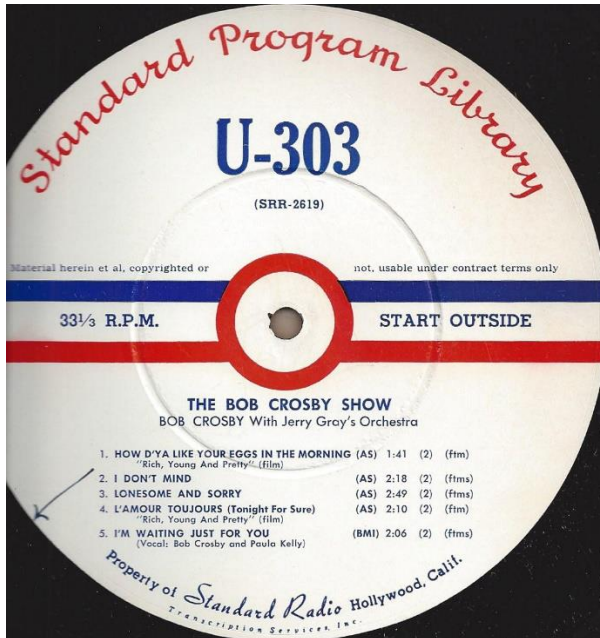 Standard Program Library
U-303
(SRR-2619)
Material herein et al, copyrighted or not, usable under contract terms only
33⅓ R.P.M. START OUTSIDE
THE BOB CROSBY SHOW
BOB CROSBY With Jerry Gray's Orchestra
1. HOW D'YA LIKE YOUR EGGS IN THE MORNING (AS) 1:41 (2) (ftm)
"Rich, Young And Pretty" (film)
2. I DON'T MIND (AS) 2:18 (2) (ftms)
3. LONESOME AND SORRY (AS) 2:49 (2) (ftms)
4. L'AMOUR TOUJOURS (Tonight For Sure) (AS) 2:10 (2) (ftm)
"Rich, Young And Pretty" (film)
5. I'M WAITING JUST FOR YOU (BMI) 2:06 (2) (ftms)
(Vocal: Bob Crosby and Paula Kelly)
Property of Standard Radio Hollywood, Calif.
Transcription Services, Inc.